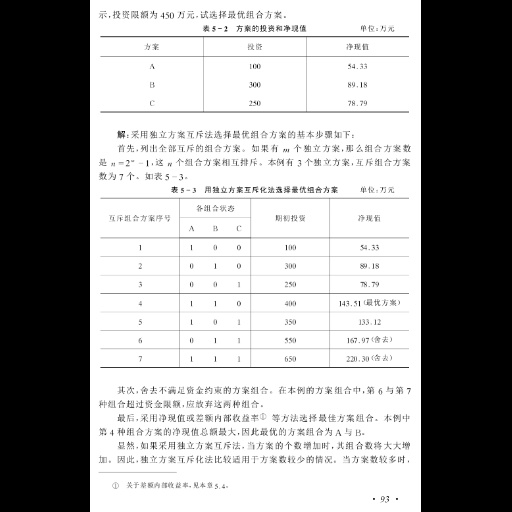 示,投资限额为 450 万元,试选择最优组合方案。
表 5-2 方案的投资和净现值 单位:万元
方案 投资 净现值
A 100 54.33
B 300 89.18
C 250 78.79
解:采用独立方案互斥法选择最优组合方案的基本步骤如下:
首先,列出全部互斥的组合方案。如果有 m 个独立方案,那么组合方案数
是 n=2ᵐ-1,这 n 个组合方案相互排斥。本例有 3 个独立方案,互斥组合方案
数为 7 个。如表 5-3。
表 5-3 用独立方案互斥化法选择最优组合方案 单位:万元
互斥组合方案序号 各组合状态 期初投资 净现值
A B C
1 1 0 0 100 54.33
2 0 1 0 300 89.18
3 0 0 1 250 78.79
4 1 1 0 400 143.51(最优方案)
5 1 0 1 350 133.12
6 0 1 1 550 167.97(舍去)
7 1 1 1 650 220.30(舍去)
其次,舍去不满足资金约束的方案组合。在本例的方案组合中,第 6 与第 7
种组合超过资金限额,应放弃这两种组合。
最后,采用净现值或差额内部收益率① 等方法选择最佳方案组合。本例中
第 4 种组合方案的净现值总额最大,因此最优的方案组合为 A 与 B。
显然,如果采用独立方案互斥法,当方案的个数增加时,其组合数将大大增
加。因此,独立方案互斥化法比较适用于方案数较少的情况。当方案数较多时,
① 关于差额内部收益率,见本章 5.4。
· 93 ·